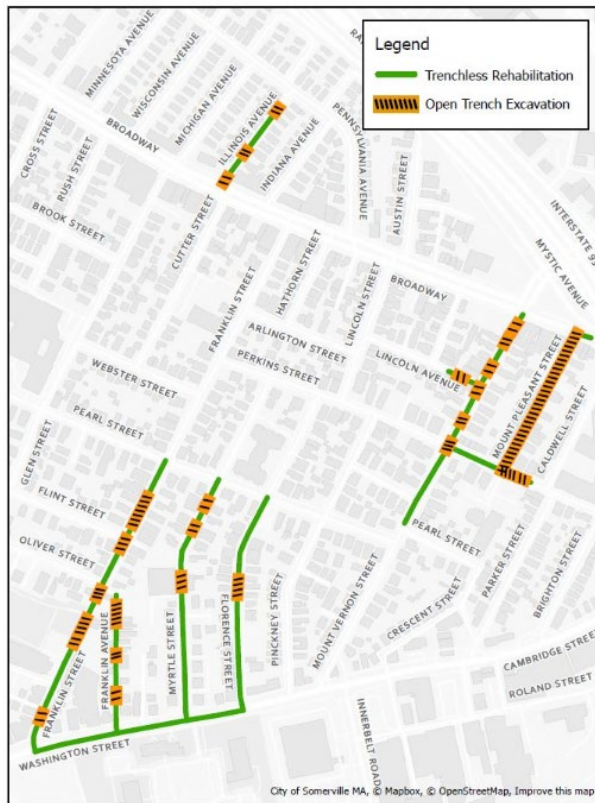 Legend
Trenchless Rehabilitation
Open Trench Excavation
MINNESOTA AVENUE
WISCONSIN AVENUE
MICHIGAN AVENUE
ILLINOIS AVENUE
INDIANA AVENUE
PENNSYLVANIA AVENUE
AUSTIN STREET
CROSS STREET
RUSH STREET
BROADWAY
BROOK STREET
CUTTER STREET
INTERSTATE 93
MYSTIC AVENUE
FRANKLIN STREET
HATHORN STREET
LINCOLN STREET
BROADWAY
ARLINGTON STREET
PERKINS STREET
LINCOLN AVENUE
MOUNT PLEASANT STREET
CALDWELL STREET
WEBSTER STREET
PEARL STREET
GLEN STREET
FLINT STREET
OLIVER STREET
PEARL STREET
PARKER STREET
BRIGHTON STREET
CRESCENT STREET
MOUNT VERNON STREET
PINCKNEY STREET
FLORENCE STREET
MYRTLE STREET
FRANKLIN AVENUE
FRANKLIN STREET
CAMBRIDGE STREET
ROLAND STREET
INNERBELT ROAD
WASHINGTON STREET
City of Somerville MA, © Mapbox, © OpenStreetMap, Improve this map